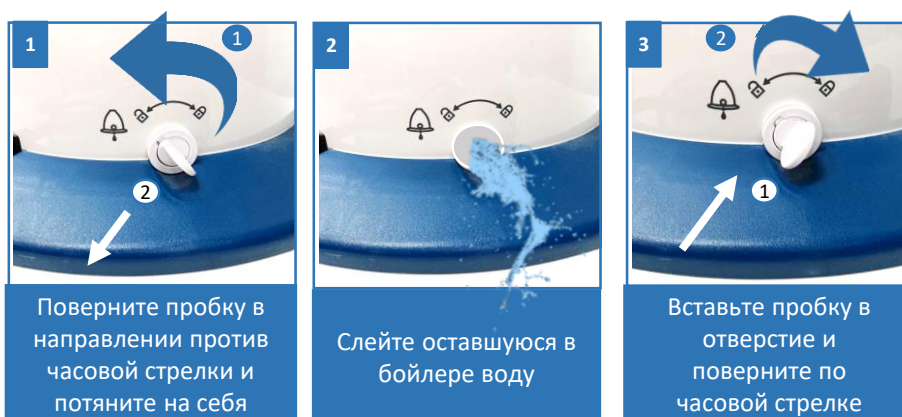 1
1
2
Поверните пробку в
направлении против
часовой стрелки и
потяните на себя
2
Слейте оставшуюся в
бойлере воду
3
2
1
Вставьте пробку в
отверстие и
поверните по
часовой стрелке